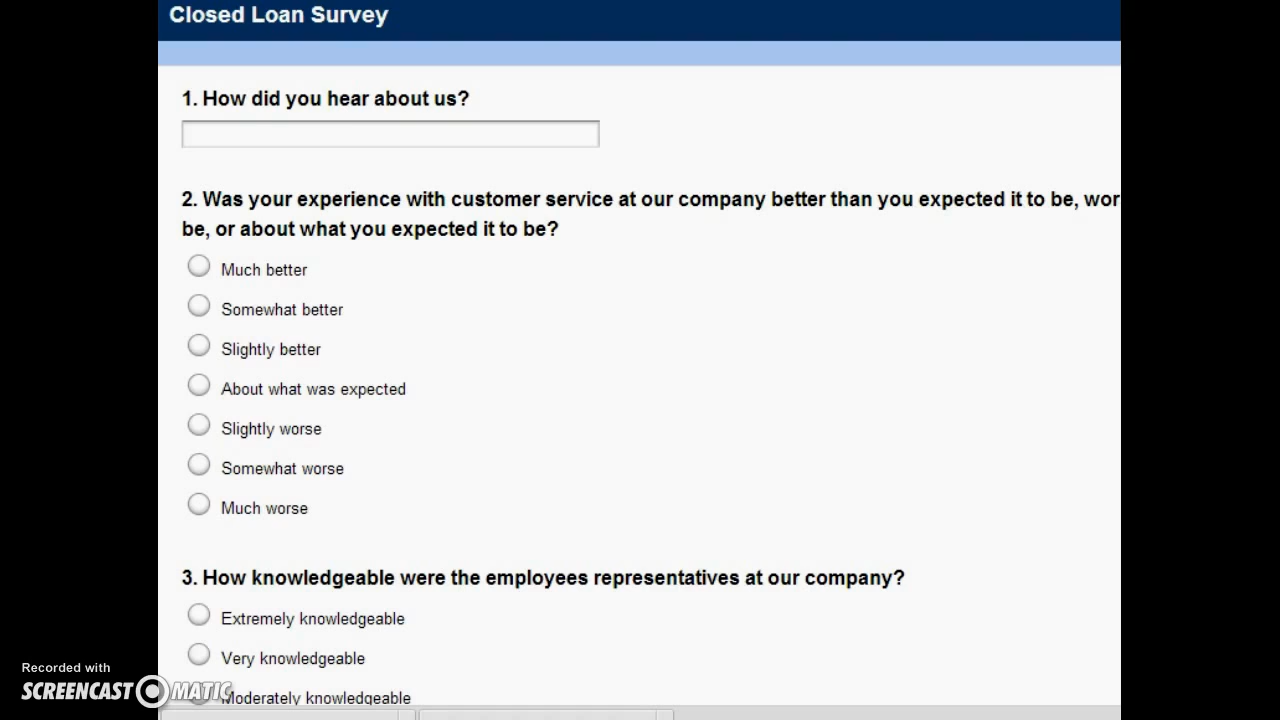 Closed Loan Survey
1. How did you hear about us?
2. Was your experience with customer service at our company better than you expected it to be, wor
be, or about what you expected it to be?
Much better
Somewhat better
Slightly better
About what was expected
Slightly worse
Somewhat worse
Much worse
3. How knowledgeable were the employees representatives at our company?
Extremely knowledgeable
Very knowledgeable
Moderately knowledgeable
Recorded with
SCREENCAST MATIC